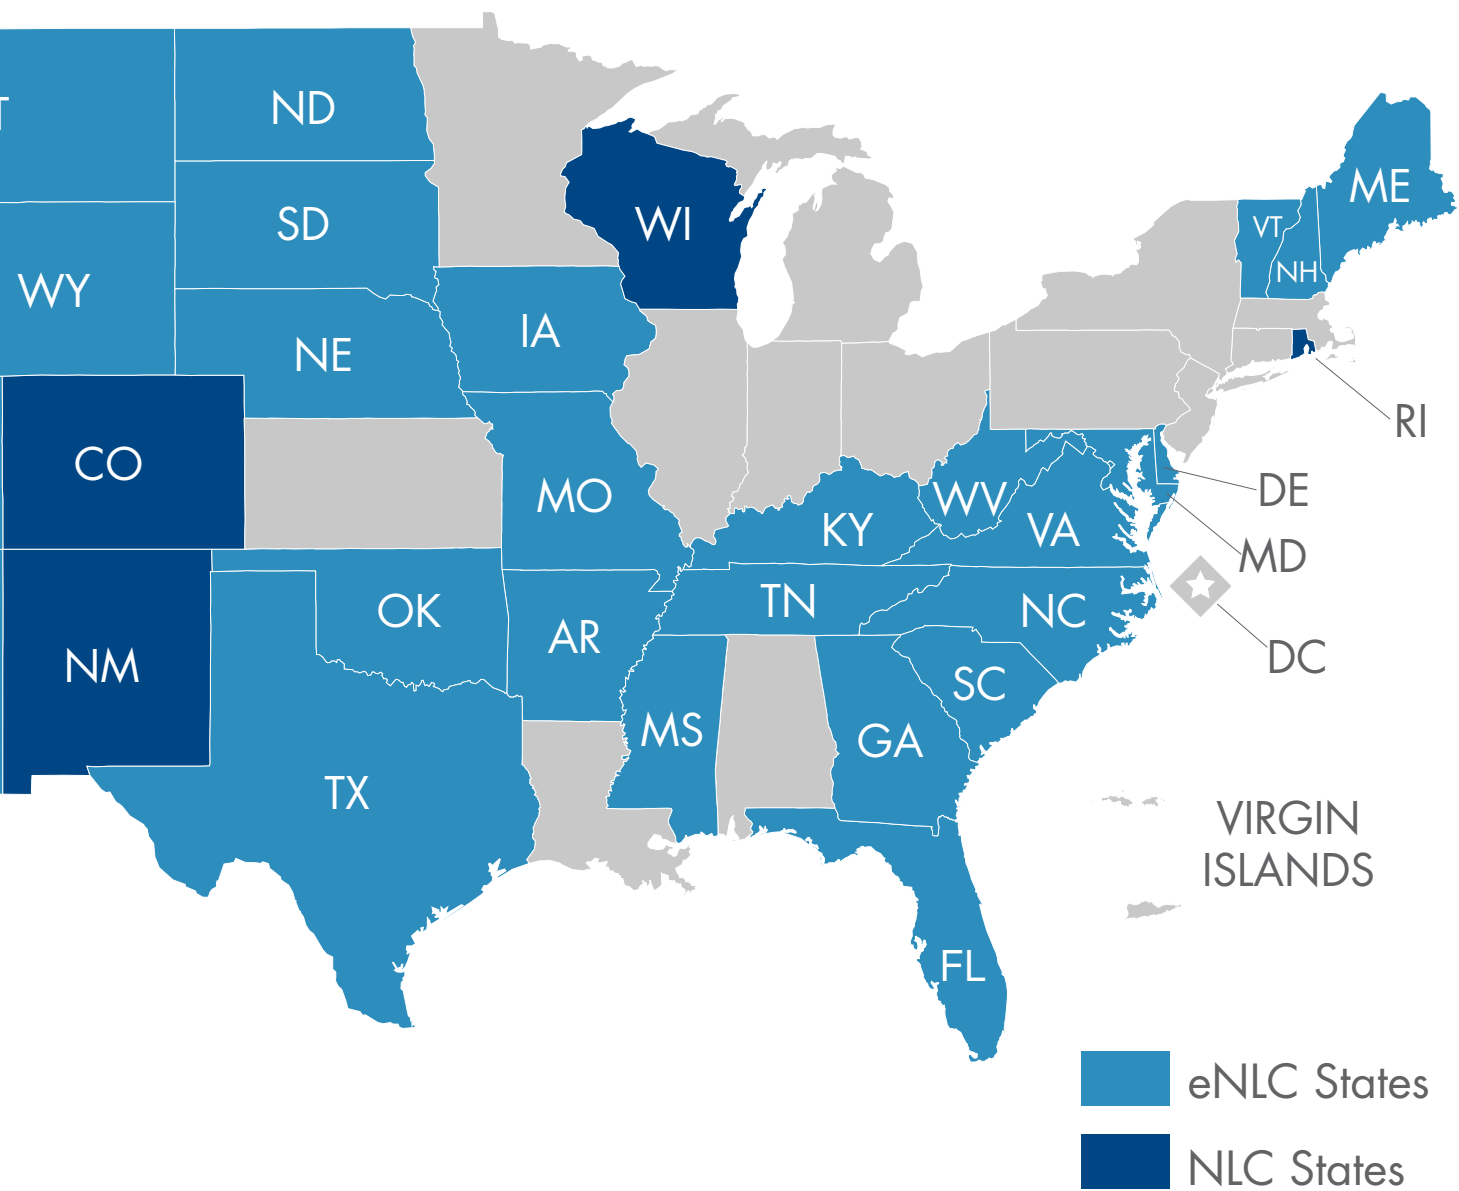 T
ND
ME
SD
WI
VT
NH
WY
IA
NE
RI
CO
MO
DE
WV
KY
VA
MD
TN
OK
NC
AR
DC
NM
SC
MS
GA
TX
VIRGIN
ISLANDS
FL
eNLC States
NLC States